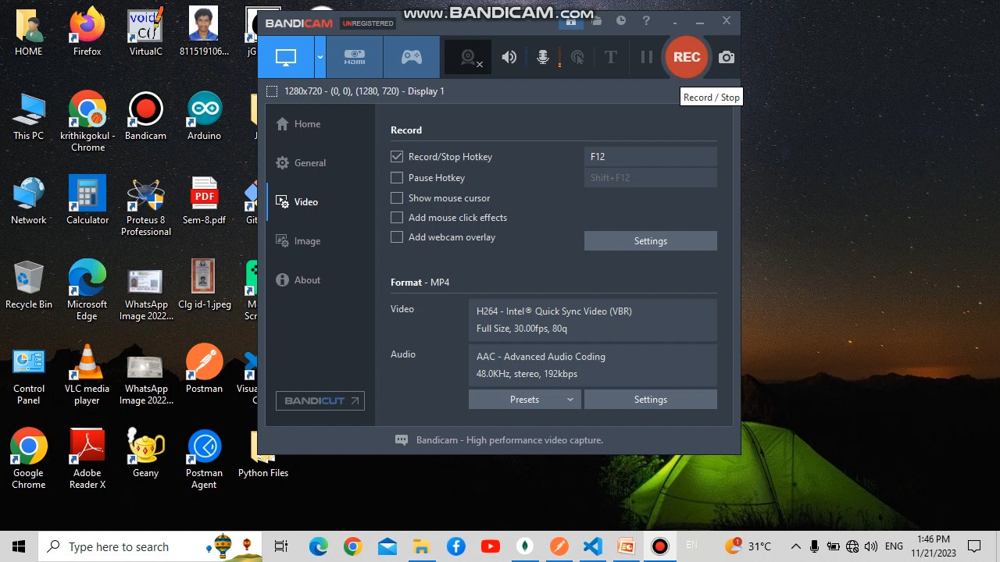 www.BANDICAM.com
BANDICAM
UNREGISTERED
HDMI
REC
1280x720 - (0, 0), (1280, 720) - Display 1
Record / Stop
Home
General
Video
Image
About
BANDICUT
Record
Record/Stop Hotkey
F12
Pause Hotkey
Shift+F12
Show mouse cursor
Add mouse click effects
Add webcam overlay
Settings
Format - MP4
Video
H264 - Intel® Quick Sync Video (VBR)
Full Size, 30.00fps, 80q
Audio
AAC - Advanced Audio Coding
48.0KHz, stereo, 192kbps
Presets
Settings
Bandicam - High performance video capture.
HOME
Firefox
void
C()
VirtualC
811519106...
This PC
krithikgokul -
Chrome
Bandicam
Arduino
Network
Calculator
Proteus 8
Professional
PDF
Sem-8.pdf
Recycle Bin
Microsoft
Edge
WhatsApp
Image 2022...
Clg id-1.jpeg
Control
Panel
VLC media
player
WhatsApp
Image 2022...
Postman
Google
Chrome
Adobe
Reader X
Geany
Postman
Agent
Python Files
Type here to search
EN
1
31°C
ENG
1:46 PM
11/21/2023